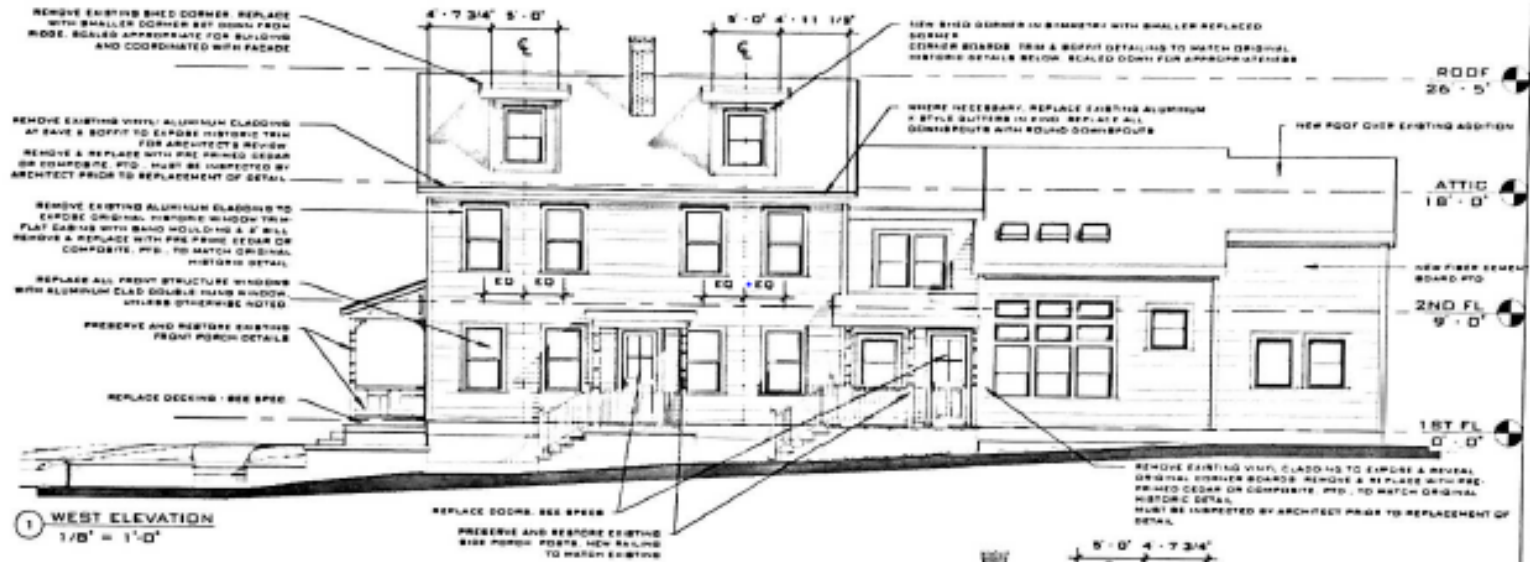 REMOVE EXISTING SHED DORMER. REPLACE
WITH SMALLER DORMER SET DOWN FROM
RIDGE. SCALED APPROPRIATE FOR BUILDING
AND COORDINATED WITH FACADE
4' - 7 3/4" 5' - 0"
5' - 0" 4' - 11 1/8"
NEW SHED DORMER IN SYMMETRY WITH SMALLER REPLACED
DORMER
CORNER BOARDS, TRIM & SOFFIT DETAILING TO MATCH ORIGINAL
HISTORIC DETAILS BELOW. SCALED DOWN FOR APPROPRIATENESS
ROOF
26' - 5"
REMOVE EXISTING VINYL/ ALUMINUM CLADDING
AT EAVE & SOFFIT TO EXPOSE HISTORIC TRIM
FOR ARCHITECT'S REVIEW
REMOVE & REPLACE WITH PRE PRIMED CEDAR
OR COMPOSITE, PTD., MUST BE INSPECTED BY
ARCHITECT PRIOR TO REPLACEMENT OF DETAIL
WHERE NECESSARY, REPLACE EXISTING ALUMINUM
K STYLE GUTTERS IN KIND. REPLACE ALL
DOWNSPOUTS WITH ROUND DOWNSPOUTS
NEW ROOF OVER EXISTING ADDITION
ATTIC
18' - 0"
REMOVE EXISTING ALUMINUM CLADDING TO
EXPOSE ORIGINAL HISTORIC WINDOW TRIM
FLAT CASING WITH BAND MOULDING & 2" SILL
REMOVE & REPLACE WITH PRE PRIME CEDAR OR
COMPOSITE, PTD., TO MATCH ORIGINAL
HISTORIC DETAIL
EQ EQ
EQ EQ
NEW FIBER CEMENT
BOARD PTD
REPLACE ALL FRONT STRUCTURE WINDOWS
WITH ALUMINUM CLAD DOUBLE HUNG WINDOW
UNLESS OTHERWISE NOTED
2ND FL
9' - 0"
PRESERVE AND RESTORE EXISTING
FRONT PORCH DETAILS
REPLACE DECKING - SEE SPEC
1ST FL
0' - 0"
REMOVE EXISTING VINYL CLADDING TO EXPOSE & REVEAL
ORIGINAL CORNER BOARDS. REMOVE & REPLACE WITH PRE-
PRIMED CEDAR OR COMPOSITE, PTD., TO MATCH ORIGINAL
HISTORIC DETAIL
MUST BE INSPECTED BY ARCHITECT PRIOR TO REPLACEMENT OF
DETAIL
REPLACE DOORS, SEE SPECS
PRESERVE AND RESTORE EXISTING
SIDE PORCH POSTS, NEW RAILING
TO MATCH EXISTING
1 WEST ELEVATION
1/8" = 1'-0"
5' - 0" 4' - 7 3/4"